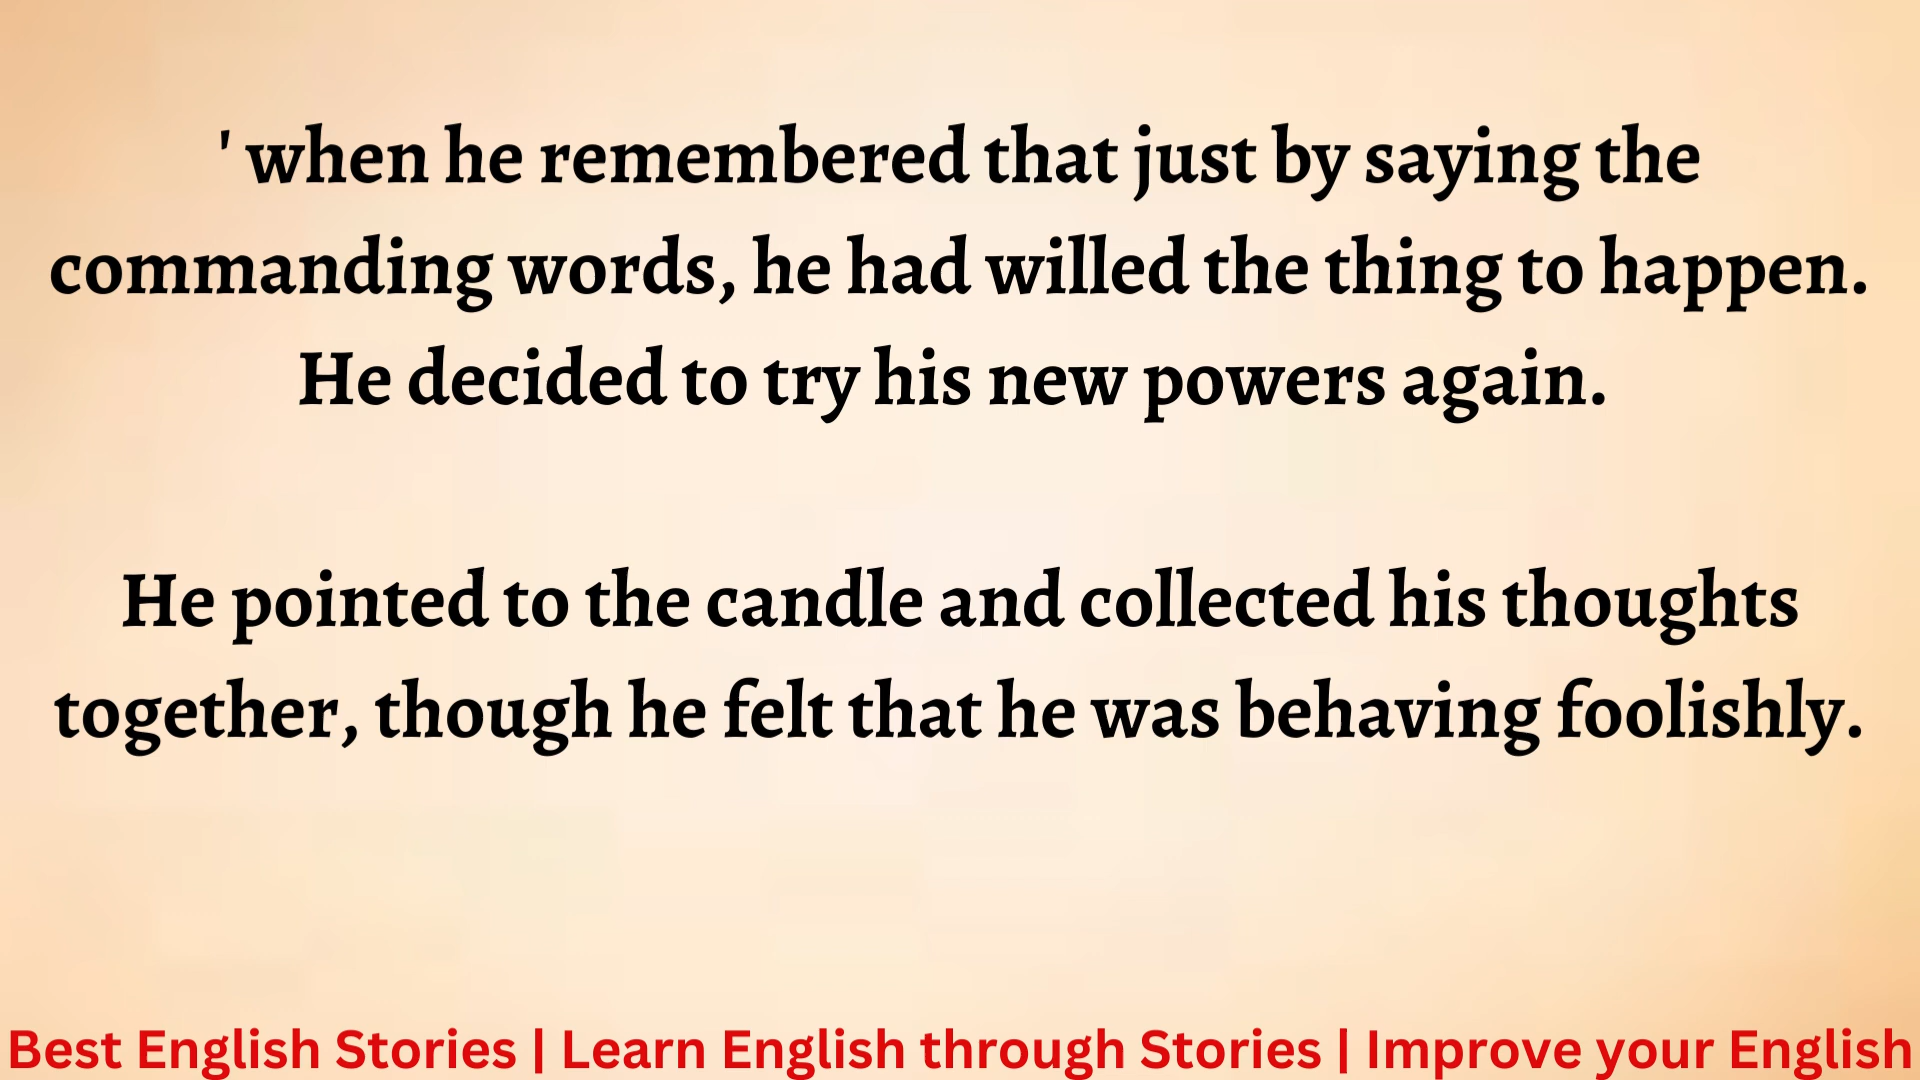 ' when he remembered that just by saying the
commanding words, he had willed the thing to happen.
He decided to try his new powers again.
He pointed to the candle and collected his thoughts
together, though he felt that he was behaving foolishly.
Best English Stories | Learn English through Stories | Improve your English